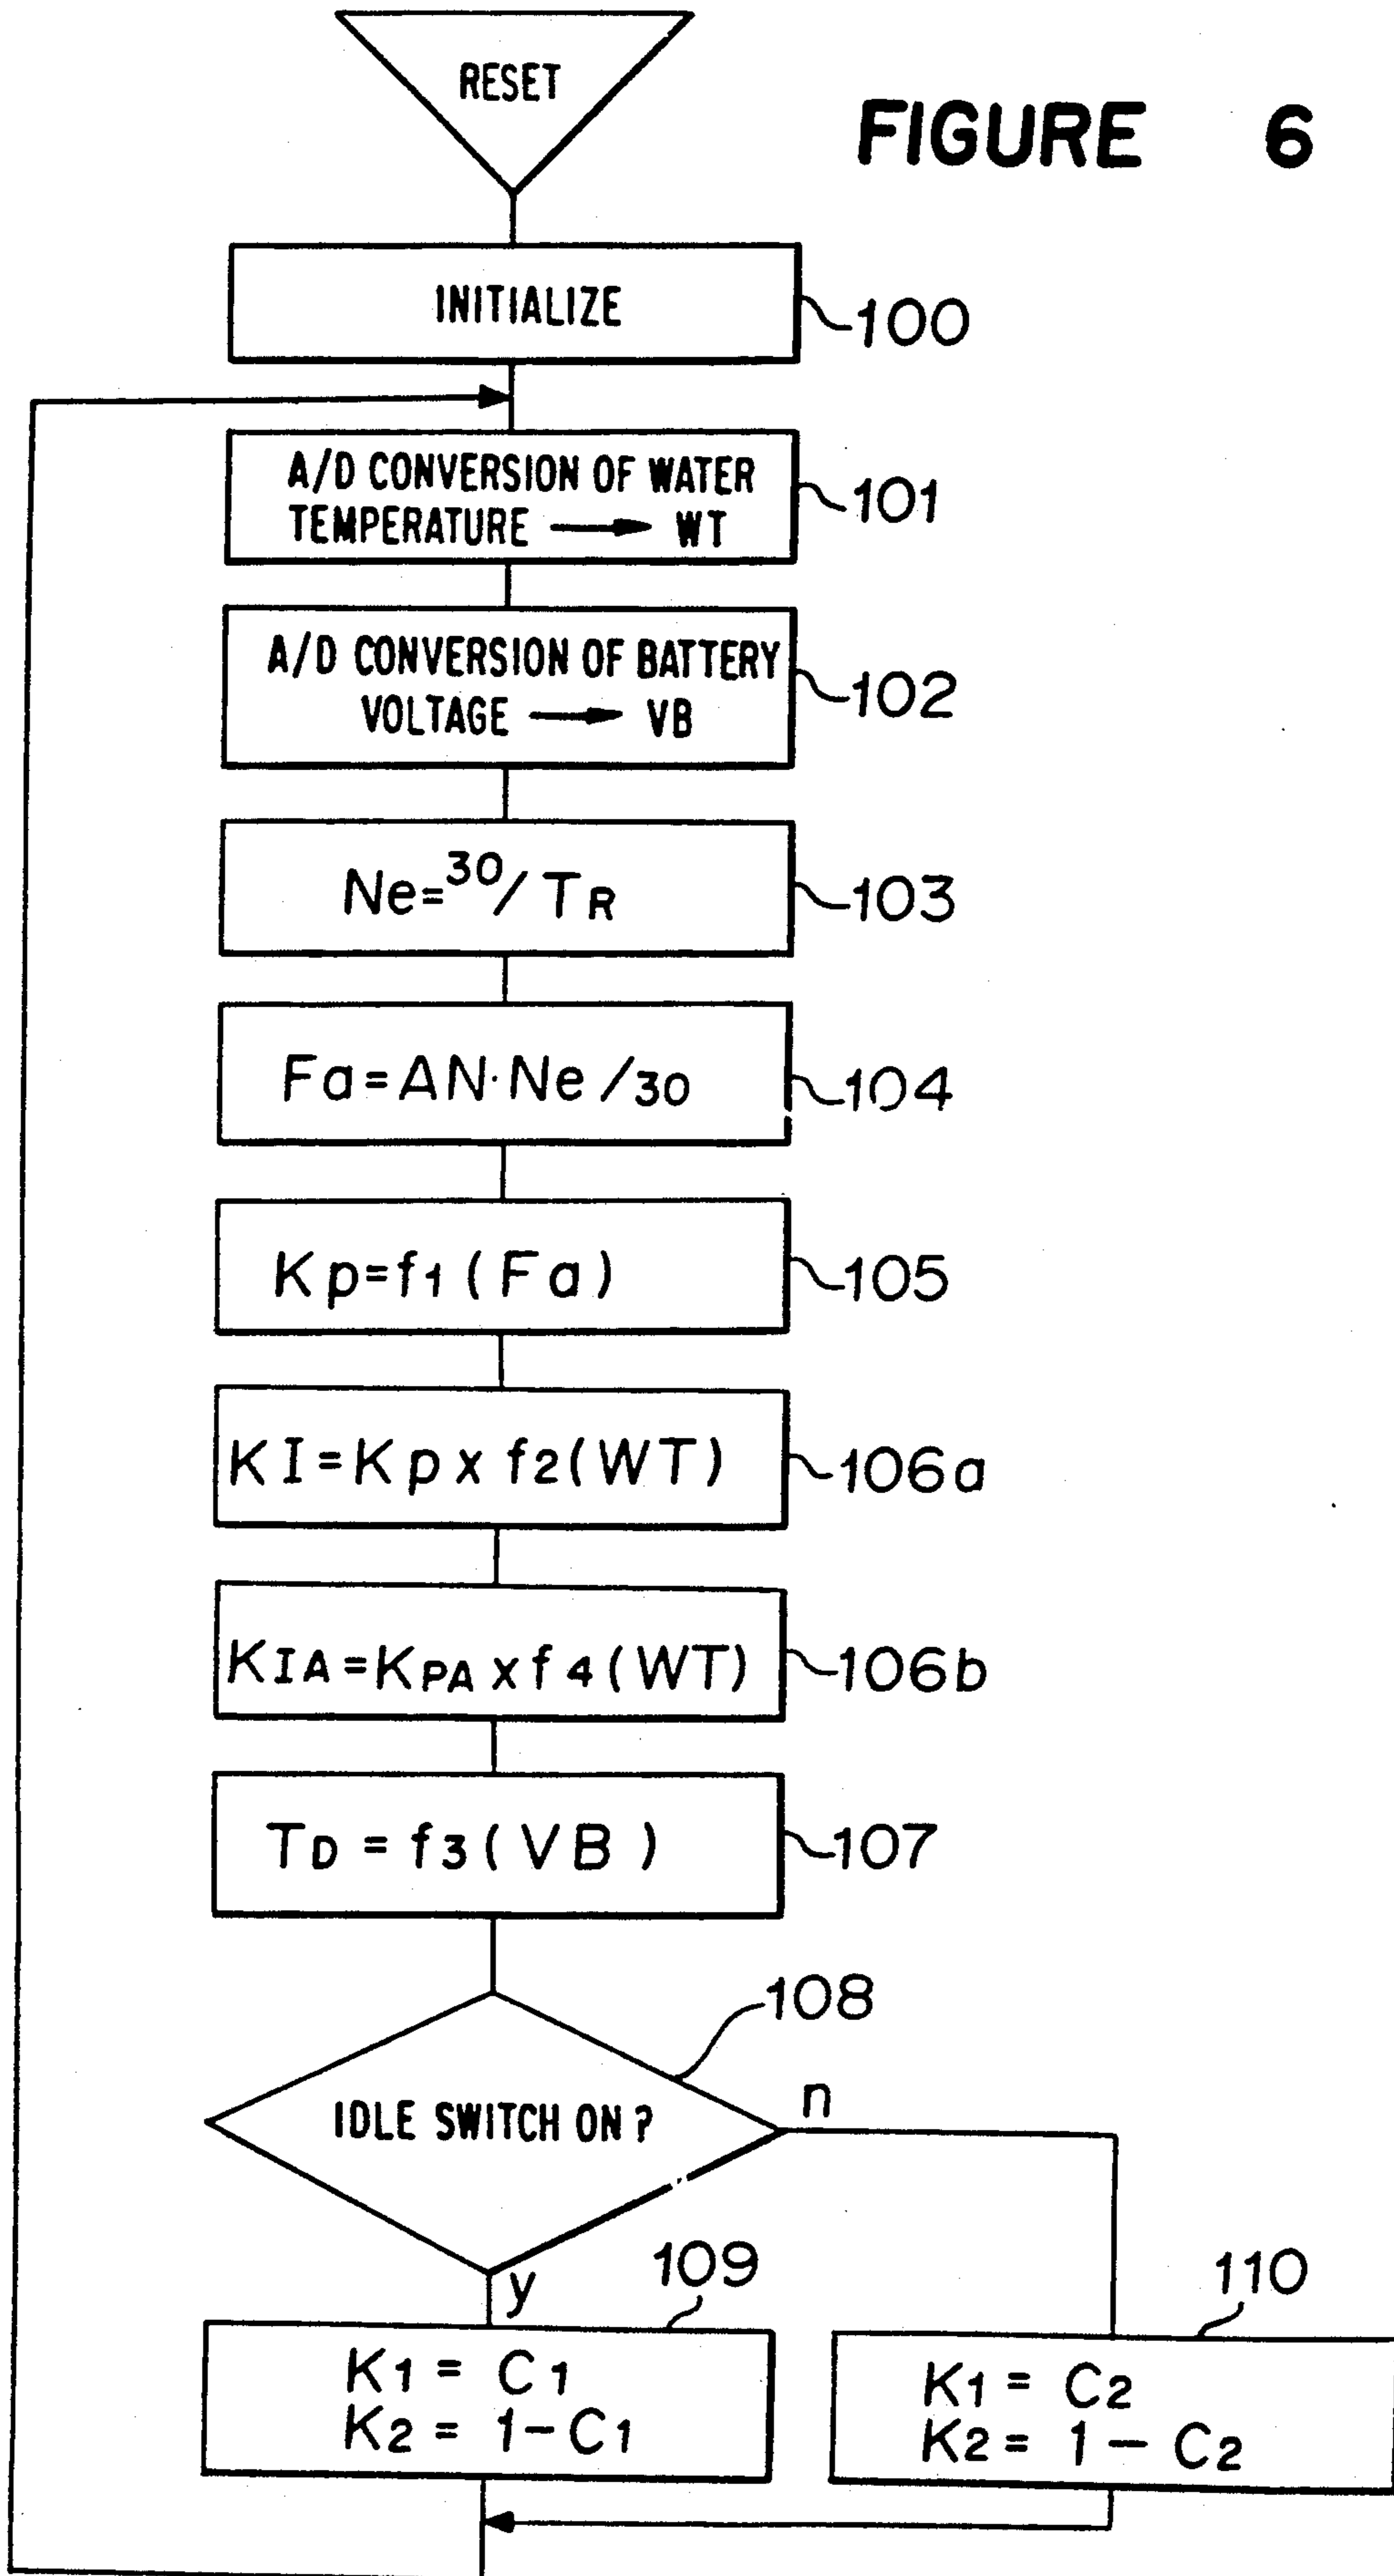 RESET
FIGURE 6
INITIALIZE
100
A/D CONVERSION OF WATER
TEMPERATURE → WT
101
A/D CONVERSION OF BATTERY
VOLTAGE → VB
102
Ne=30/TR
103
Fa=AN·Ne/30
104
Kp=f1(Fa)
105
KI=Kp x f2(WT)
106a
KIA=KPA x f4(WT)
106b
TD = f3(VB)
107
108
IDLE SWITCH ON?
n
y
109
K1 = C1
K2 = 1-C1
110
K1 = C2
K2 = 1 - C2